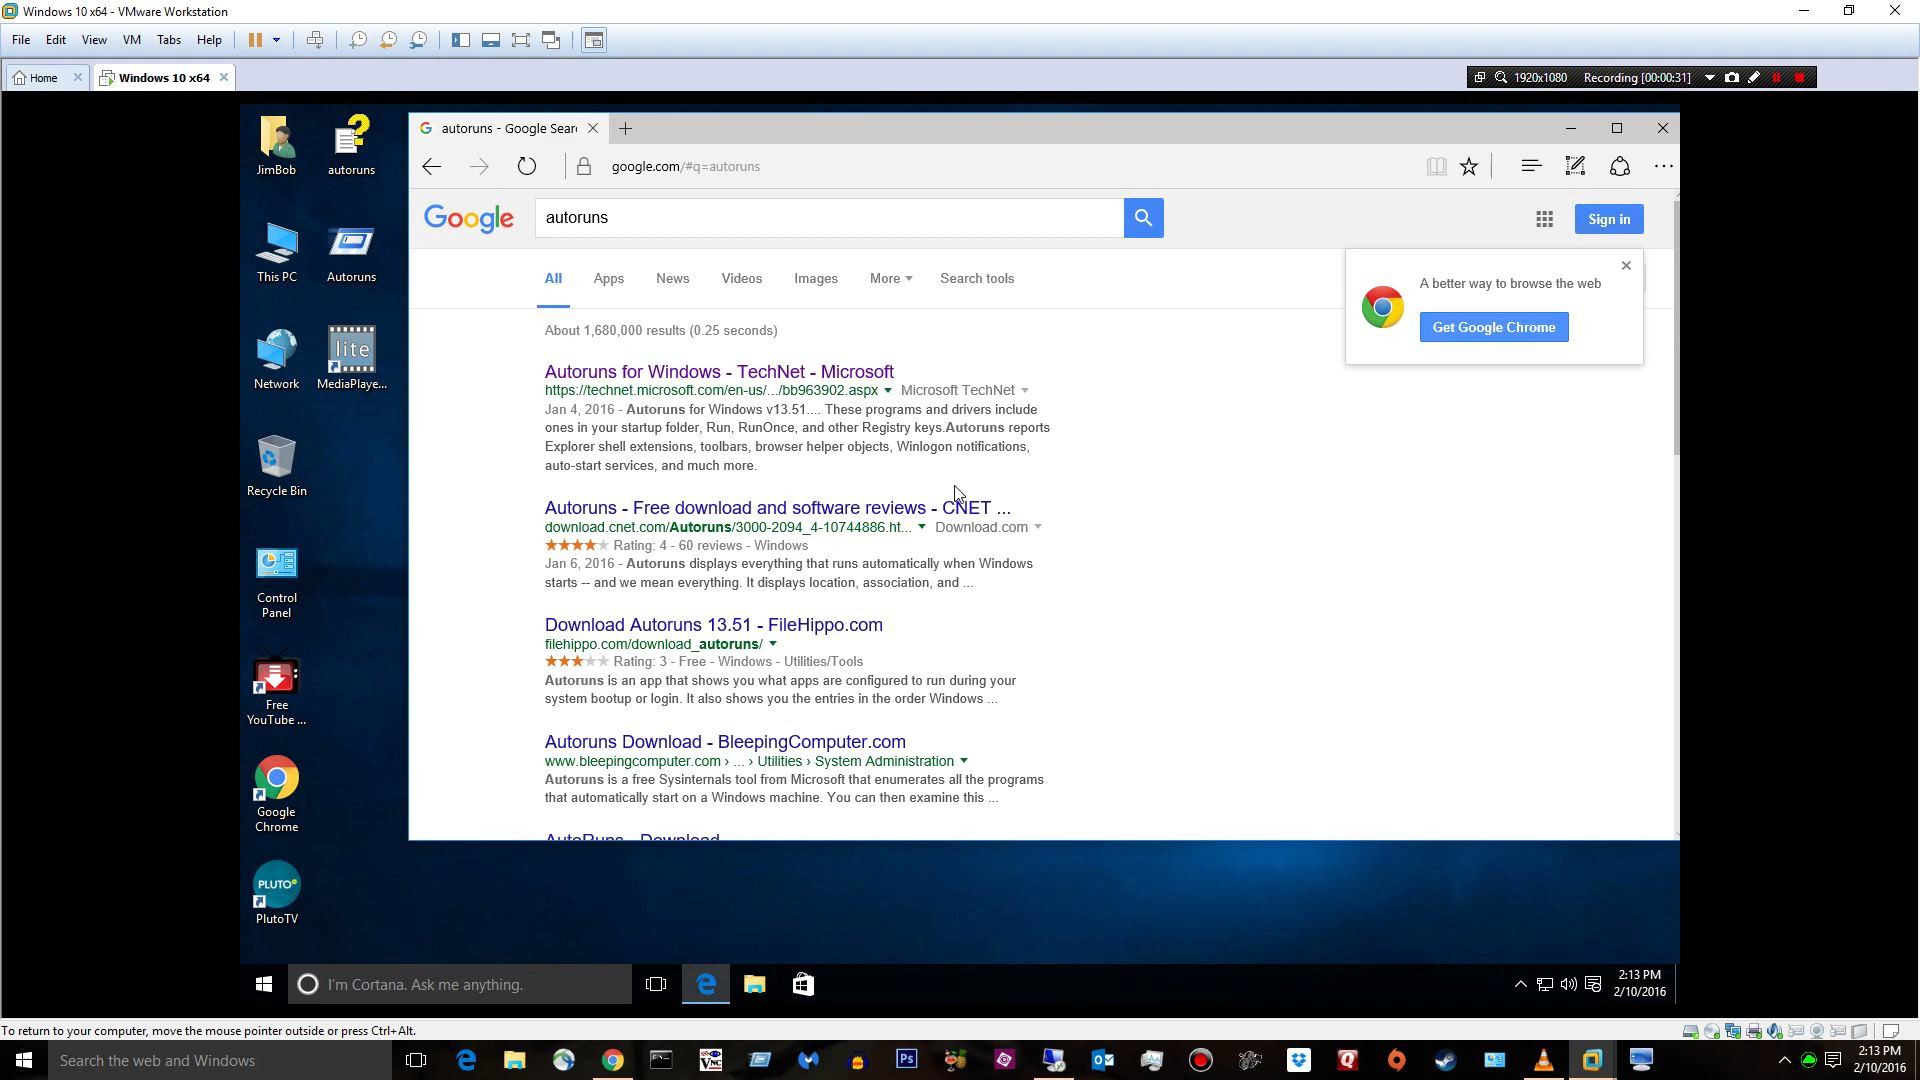 Windows 10 x64 - VMware Workstation
File Edit View VM Tabs Help
Home Windows 10 x64
1920x1080 Recording [00:00:31]
autoruns - Google Sear
google.com/#q=autoruns
Google autoruns Sign in
All Apps News Videos Images More Search tools
A better way to browse the web
Get Google Chrome
About 1,680,000 results (0.25 seconds)
Autoruns for Windows - TechNet - Microsoft
https://technet.microsoft.com/en-us/.../bb963902.aspx Microsoft TechNet
Jan 4, 2016 - Autoruns for Windows v13.51.... These programs and drivers include
ones in your startup folder, Run, RunOnce, and other Registry keys.Autoruns reports
Explorer shell extensions, toolbars, browser helper objects, Winlogon notifications,
auto-start services, and much more.
Autoruns - Free download and software reviews - CNET ...
download.cnet.com/Autoruns/3000-2094_4-10744886.ht... Download.com
Rating: 4 - 60 reviews - Windows
Jan 6, 2016 - Autoruns displays everything that runs automatically when Windows
starts -- and we mean everything. It displays location, association, and ...
Download Autoruns 13.51 - FileHippo.com
filehippo.com/download_autoruns/
Rating: 3 - Free - Windows - Utilities/Tools
Autoruns is an app that shows you what apps are configured to run during your
system bootup or login. It also shows you the entries in the order Windows ...
Autoruns Download - BleepingComputer.com
www.bleepingcomputer.com › ... › Utilities › System Administration
Autoruns is a free Sysinternals tool from Microsoft that enumerates all the programs
that automatically start on a Windows machine. You can then examine this ...
AutoRuns - Download
JimBob
autoruns
This PC
Autoruns
Network
lite
MediaPlaye...
Recycle Bin
Control
Panel
Free
YouTube ...
Google
Chrome
PLUTO
PlutoTV
I'm Cortana. Ask me anything.
2:13 PM
2/10/2016
To return to your computer, move the mouse pointer outside or press Ctrl+Alt.
Search the web and Windows
VNC
Ps
2:13 PM
2/10/2016